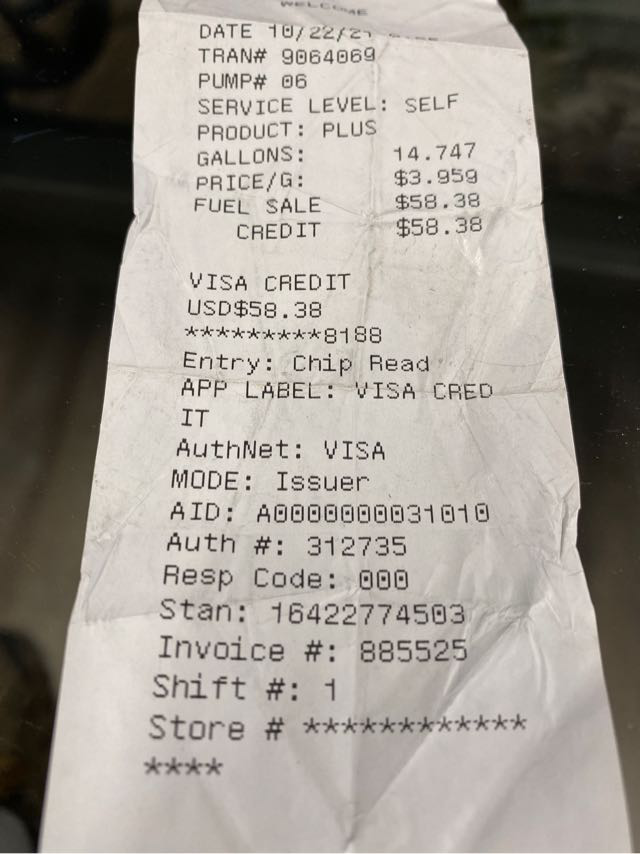 WELCOME
DATE 10/22/21
TRAN# 9064069
PUMP# 06
SERVICE LEVEL: SELF
PRODUCT: PLUS
GALLONS: 14.747
PRICE/G: $3.959
FUEL SALE $58.38
CREDIT $58.38
VISA CREDIT
USD$58.38
*********8188
Entry: Chip Read
APP LABEL: VISA CRED
IT
AuthNet: VISA
MODE: Issuer
AID: A0000000031010
Auth #: 312735
Resp Code: 000
Stan: 16422774503
Invoice #: 885525
Shift #: 1
Store # ************
****